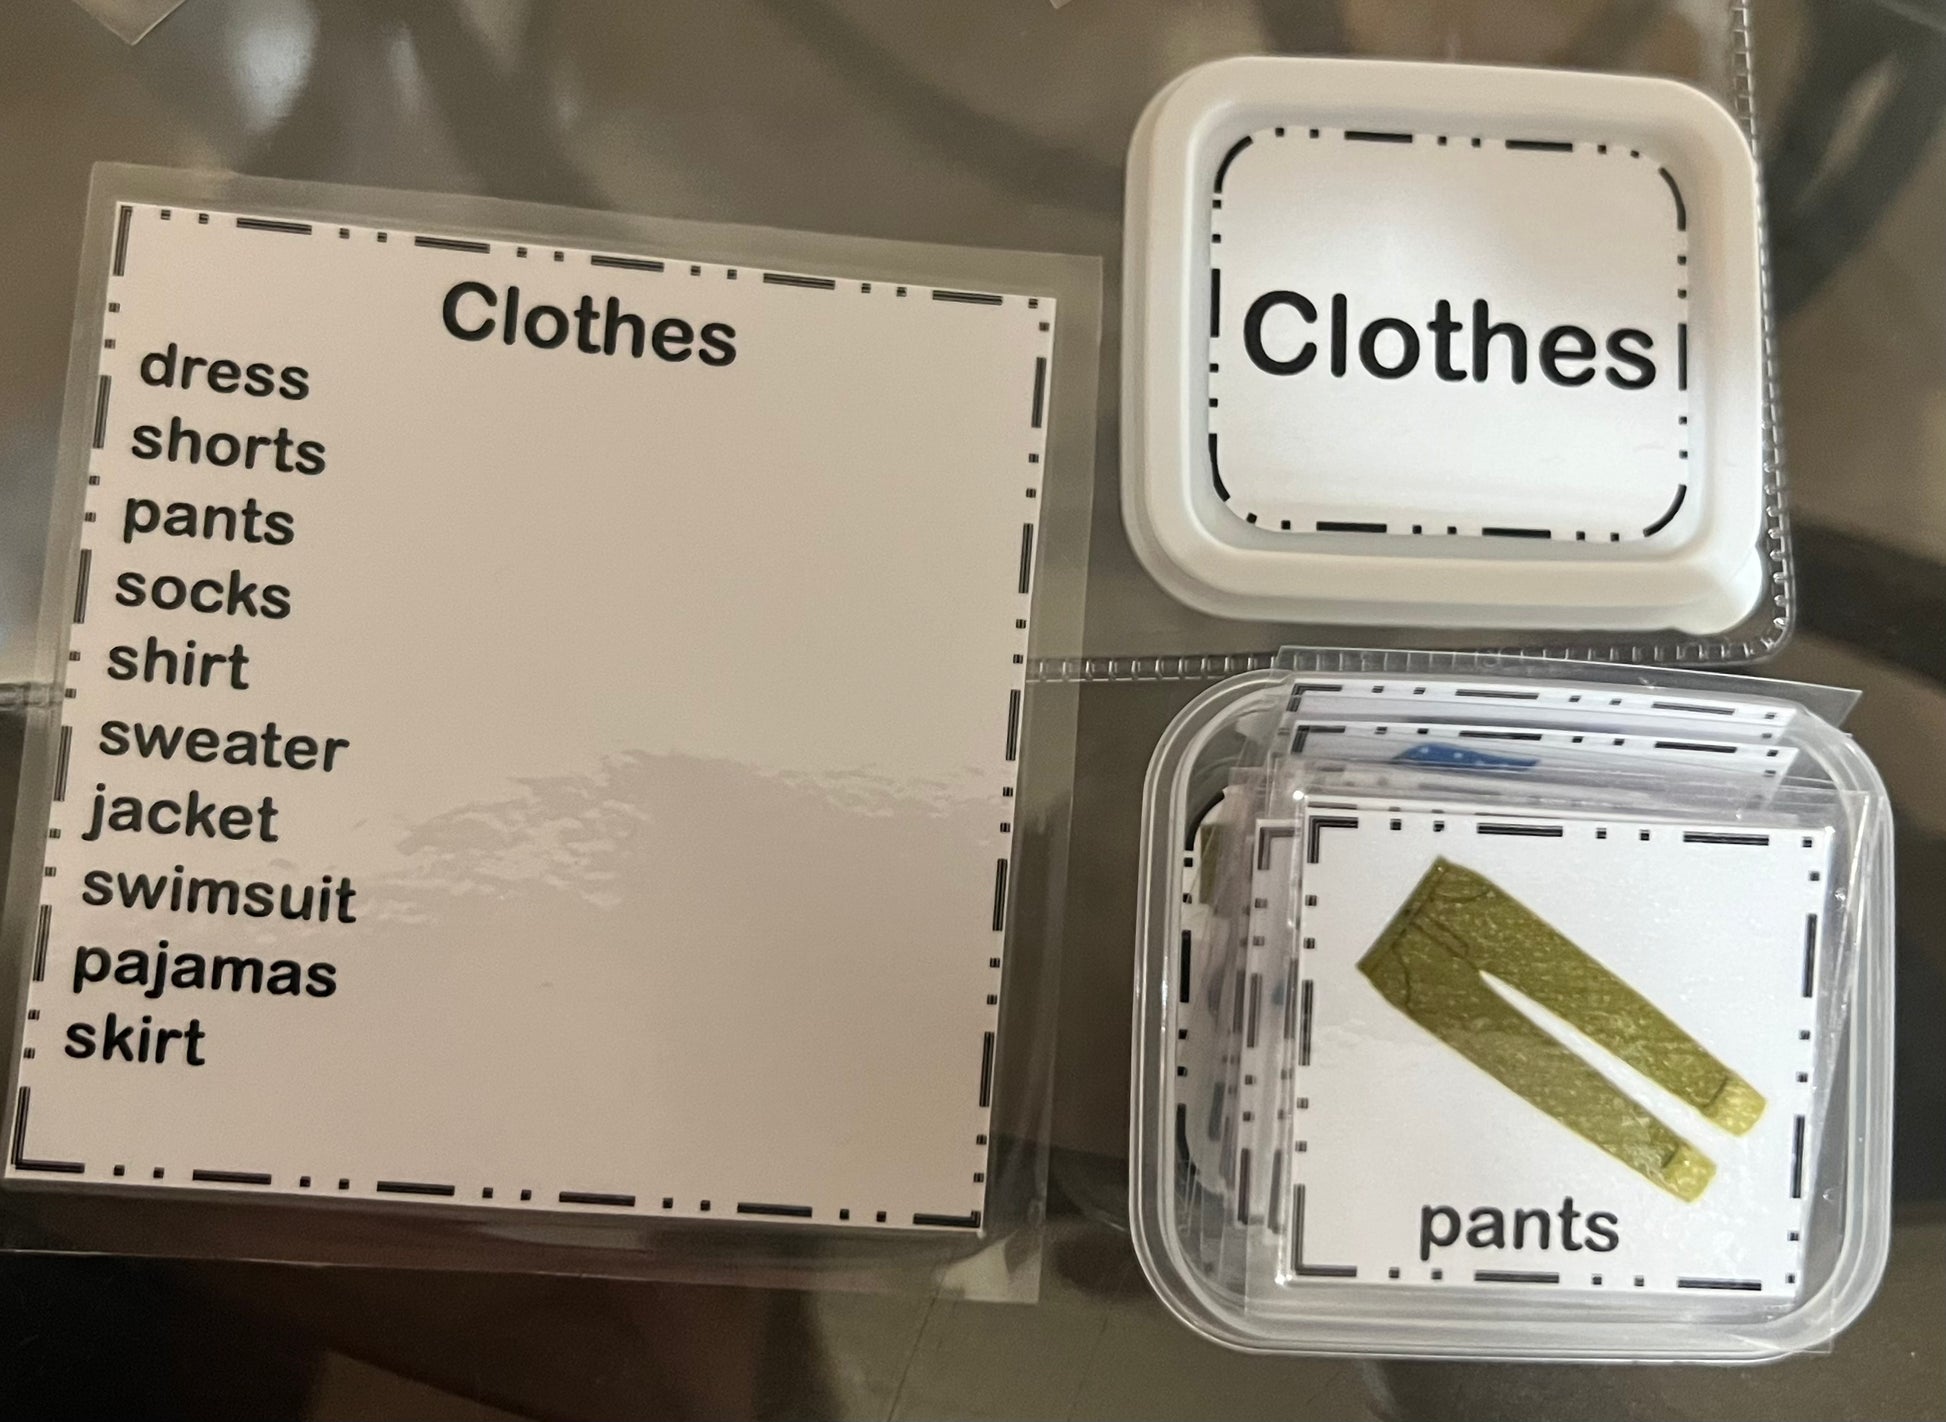 Clothes
dress
shorts
pants
socks
shirt
sweater
jacket
swimsuit
pajamas
skirt
Clothes
pants